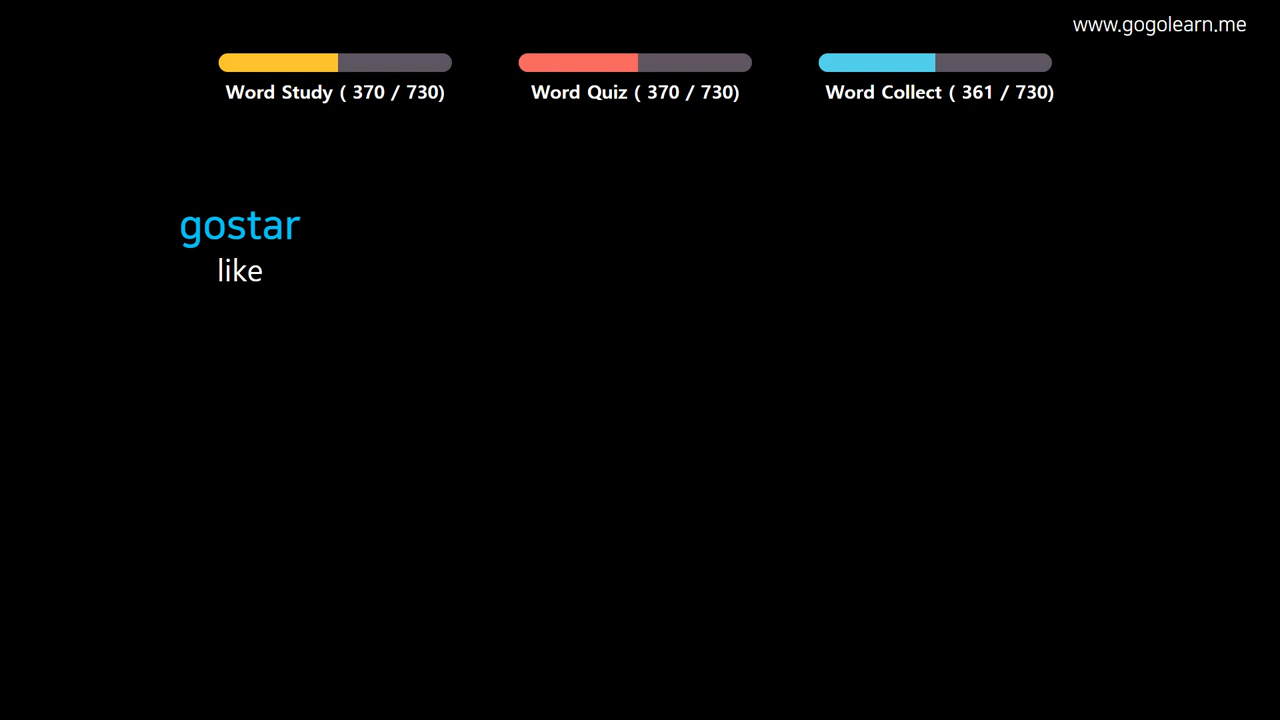 www.gogolearn.me
Word Study ( 370 / 730)
Word Quiz ( 370 / 730)
Word Collect ( 361 / 730)
gostar
like